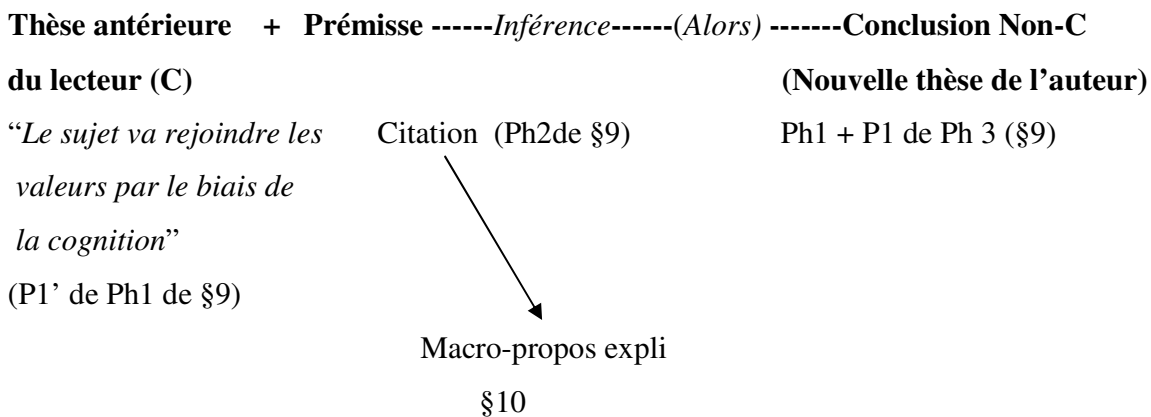 Thèse antérieure + Prémisse ------Inférence------(Alors) -------Conclusion Non-C
du lecteur (C) (Nouvelle thèse de l’auteur)
“Le sujet va rejoindre les Citation (Ph2de §9) Ph1 + P1 de Ph 3 (§9)
valeurs par le biais de
la cognition”
(P1’ de Ph1 de §9)
Macro-propos expli
§10